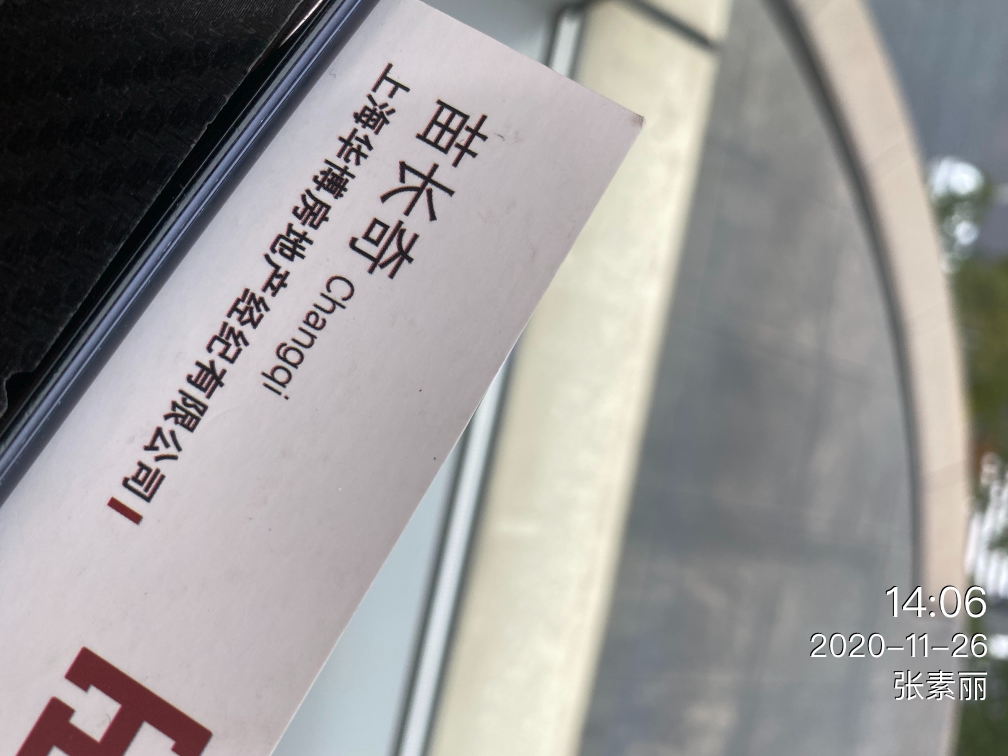 苗长奇 Changqi
上海华博房地产经纪有限公司
14:06
2020-11-26
张素丽